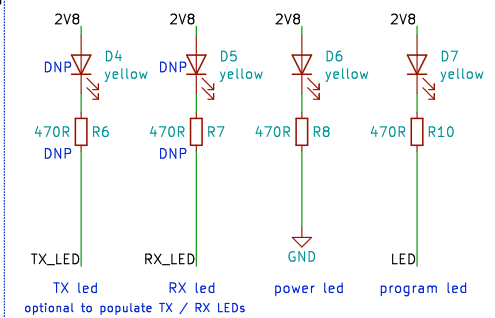 2V8 2V8 2V8 2V8
DNP D4 DNP D5 D6 D7
yellow yellow yellow yellow
470R R6 470R R7 470R R8 470R R10
DNP DNP
GND
TX_LED RX_LED LED
TX led RX led power led program led
optional to populate TX / RX LEDs